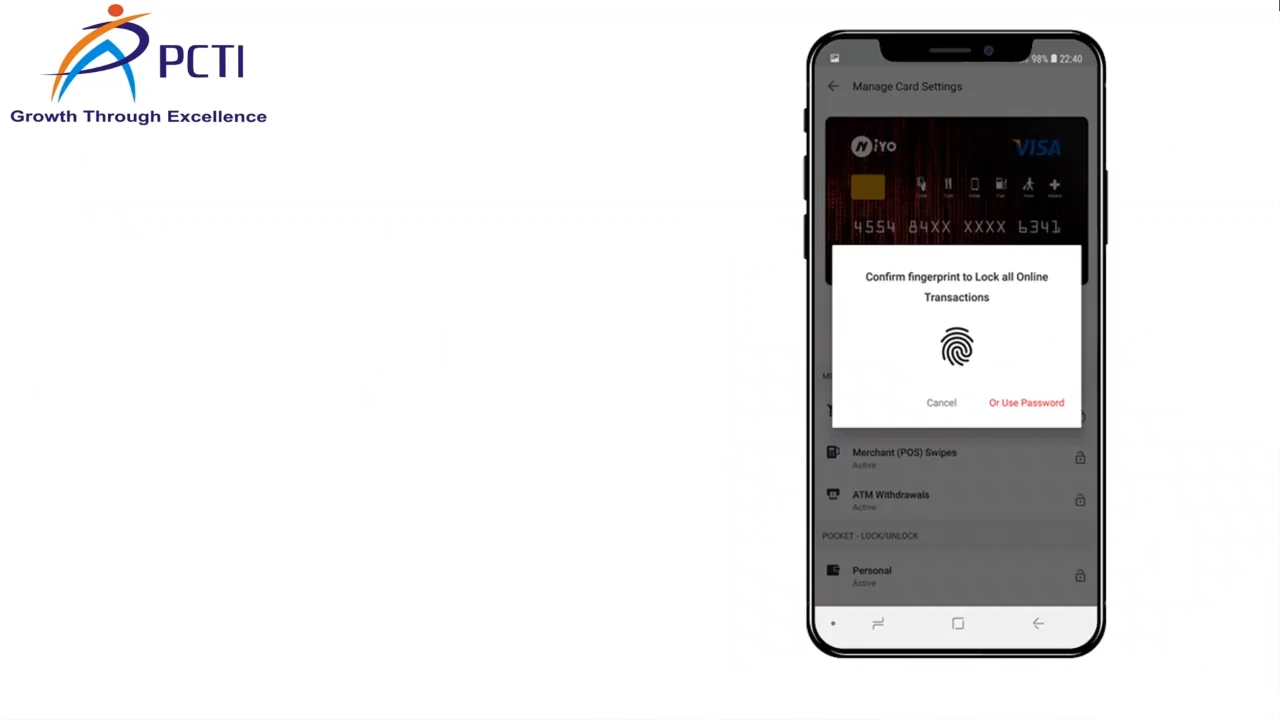 PCTI
Growth Through Excellence
98% 22:40
Manage Card Settings
NiYO
VISA
4554 84XX XXXX 6341
Confirm fingerprint to Lock all Online
Transactions
Cancel
Or Use Password
Merchant (POS) Swipes
Active
ATM Withdrawals
Active
POCKET - LOCK/UNLOCK
Personal
Active